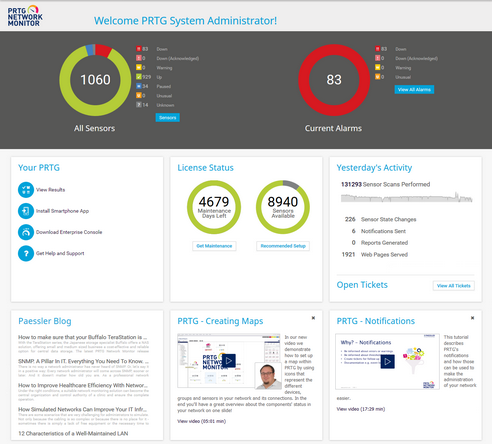 PRTG
NETWORK
MONITOR
Welcome PRTG System Administrator!
1060
All Sensors
83 Down
0 Down (Acknowledged)
0 Warning
929 Up
34 Paused
0 Unusual
14 Unknown
Sensors
83
Current Alarms
83 Down
0 Down (Acknowledged)
0 Warning
0 Unusual
View All Alarms
Your PRTG
View Results
Install Smartphone App
Download Enterprise Console
Get Help and Support
License Status
4679
Maintenance
Days Left
Get Maintenance
8940
Sensors
Available
Recommended Setup
Yesterday's Activity
131293 Sensor Scans Performed
226 Sensor State Changes
6 Notifications Sent
0 Reports Generated
1921 Web Pages Served
Open Tickets
View All Tickets
Paessler Blog
How to make sure that your Buffalo TeraStation is ...
SNMP: A Pillar in IT. Everything You Need To Know. ...
How to Improve Healthcare Efficiency With Networ...
How Simulated Networks Can Improve Your IT Infr...
12 Characteristics of a Well-Maintained LAN
PRTG - Creating Maps
PRTG
NETWORK
In our new
video we
demonstrate
how to set up
a map within
PRTG by using
icons that
represent the
different
devices,
groups and sensors in your network and its connections. In the
end you'll have a great overview about the components' status in
your network on one slide!
View video (05:01 min)
PRTG - Notifications
Why? - Notifications
This tutorial
describes
PRTG's
notifications
and how those
can be used to
make the
administration
of your network
easier.
View video (17:29 min)